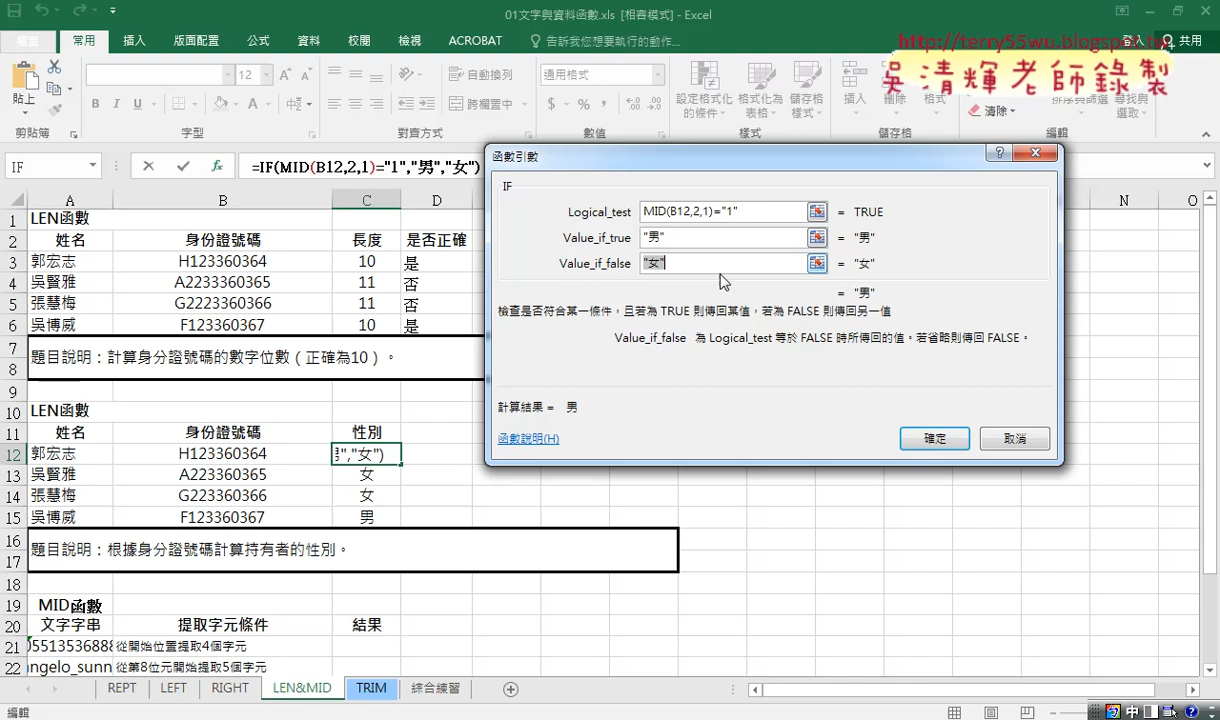 01文字與資料函數.xls [相容模式] - Excel
常用 插入 版面配置 公式 資料 校閱 檢視 ACROBAT 告訴我您想要執行的動作... 登入 共用
http://terry55wu.blogspot.tw
吳清輝老師錄製
貼上 12 自動換列 通用格式 設定格式化的條件 格式化為表格 儲存格樣式 插入 刪除 格式 清除 排序與篩選 尋找與選取
B I U 跨欄置中 $ % ,
剪貼簿 字型 對齊方式 數值 樣式 儲存格 編輯
IF =IF(MID(B12,2,1)="1","男","女")
A B C D N O
1 LEN函數
2 姓名 身份證號碼 長度 是否正確
3 郭宏志 H123360364 10 是
4 吳賢雅 A2233360365 11 否
5 張慧梅 G2223360366 11 否
6 吳博威 F123360367 10 是
7 題目說明：計算身分證號碼的數字位數（正確為10）。
8
9
10 LEN函數
11 姓名 身份證號碼 性別
12 郭宏志 H123360364 ","女")
13 吳賢雅 A223360365 女
14 張慧梅 G223360366 女
15 吳博威 F123360367 男
16 題目說明：根據身分證號碼計算持有者的性別。
17
18
19 MID函數
20 文字字串 提取字元條件 結果
21 05513536888 從開始位置提取4個字元
22 angelo_sunn 從第8位元開始提取5個字元
函數引數
IF
Logical_test MID(B12,2,1)="1" = TRUE
Value_if_true "男" = "男"
Value_if_false "女" = "女"
= "男"
檢查是否符合某一條件，且若為 TRUE 則傳回某值，若為 FALSE 則傳回另一值
Value_if_false 為 Logical_test 等於 FALSE 時所傳回的值。若省略則傳回 FALSE。
計算結果 = 男
函數說明(H) 確定 取消
REPT LEFT RIGHT LEN&MID TRIM 綜合練習
編輯 中